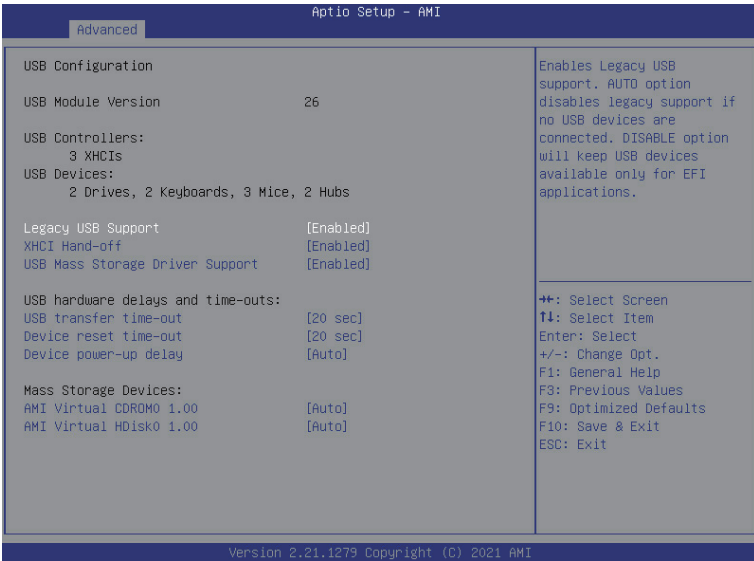 Aptio Setup – AMI
Advanced
USB Configuration
USB Module Version 26
USB Controllers:
3 XHCIs
USB Devices:
2 Drives, 2 Keyboards, 3 Mice, 2 Hubs
Legacy USB Support [Enabled]
XHCI Hand-off [Enabled]
USB Mass Storage Driver Support [Enabled]
USB hardware delays and time-outs:
USB transfer time-out [20 sec]
Device reset time-out [20 sec]
Device power-up delay [Auto]
Mass Storage Devices:
AMI Virtual CDROM0 1.00 [Auto]
AMI Virtual HDisk0 1.00 [Auto]
Enables Legacy USB
support. AUTO option
disables legacy support if
no USB devices are
connected. DISABLE option
will keep USB devices
available only for EFI
applications.
→←: Select Screen
↑↓: Select Item
Enter: Select
+/-: Change Opt.
F1: General Help
F3: Previous Values
F9: Optimized Defaults
F10: Save & Exit
ESC: Exit
Version 2.21.1279 Copyright (C) 2021 AMI